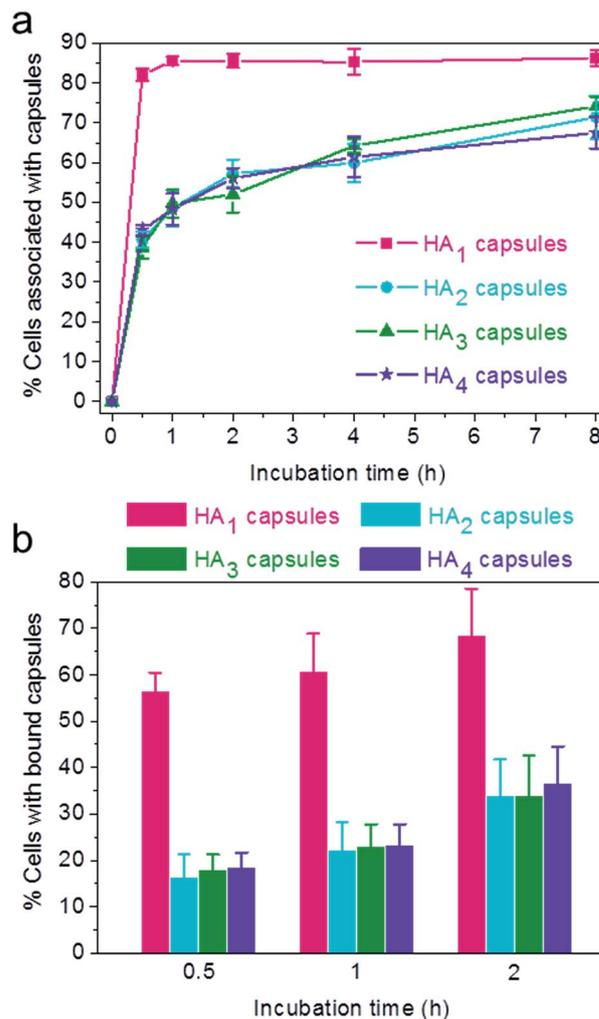 a
% Cells associated with capsules
90
80
70
60
50
40
30
20
10
0
HA1 capsules
HA2 capsules
HA3 capsules
HA4 capsules
0 1 2 3 4 5 6 7 8
Incubation time (h)
HA1 capsules HA2 capsules
HA3 capsules HA4 capsules
b
% Cells with bound capsules
80
70
60
50
40
30
20
10
0
0.5 1 2
Incubation time (h)